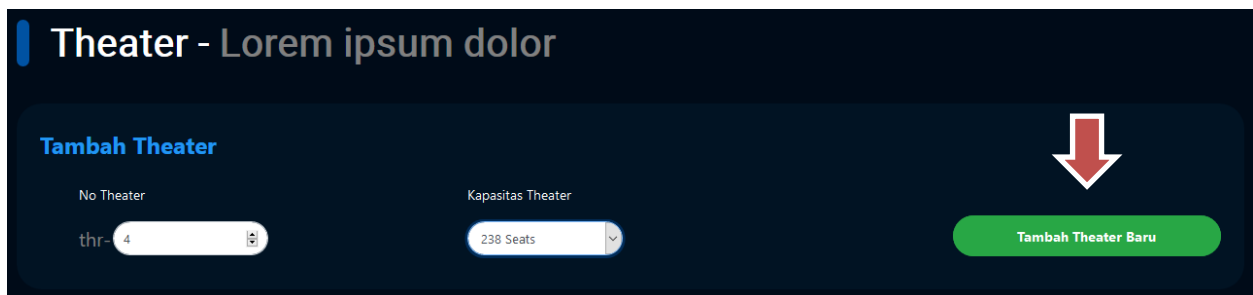 Theater - Lorem ipsum dolor
Tambah Theater
No Theater
Kapasitas Theater
thr- 4
238 Seats
Tambah Theater Baru